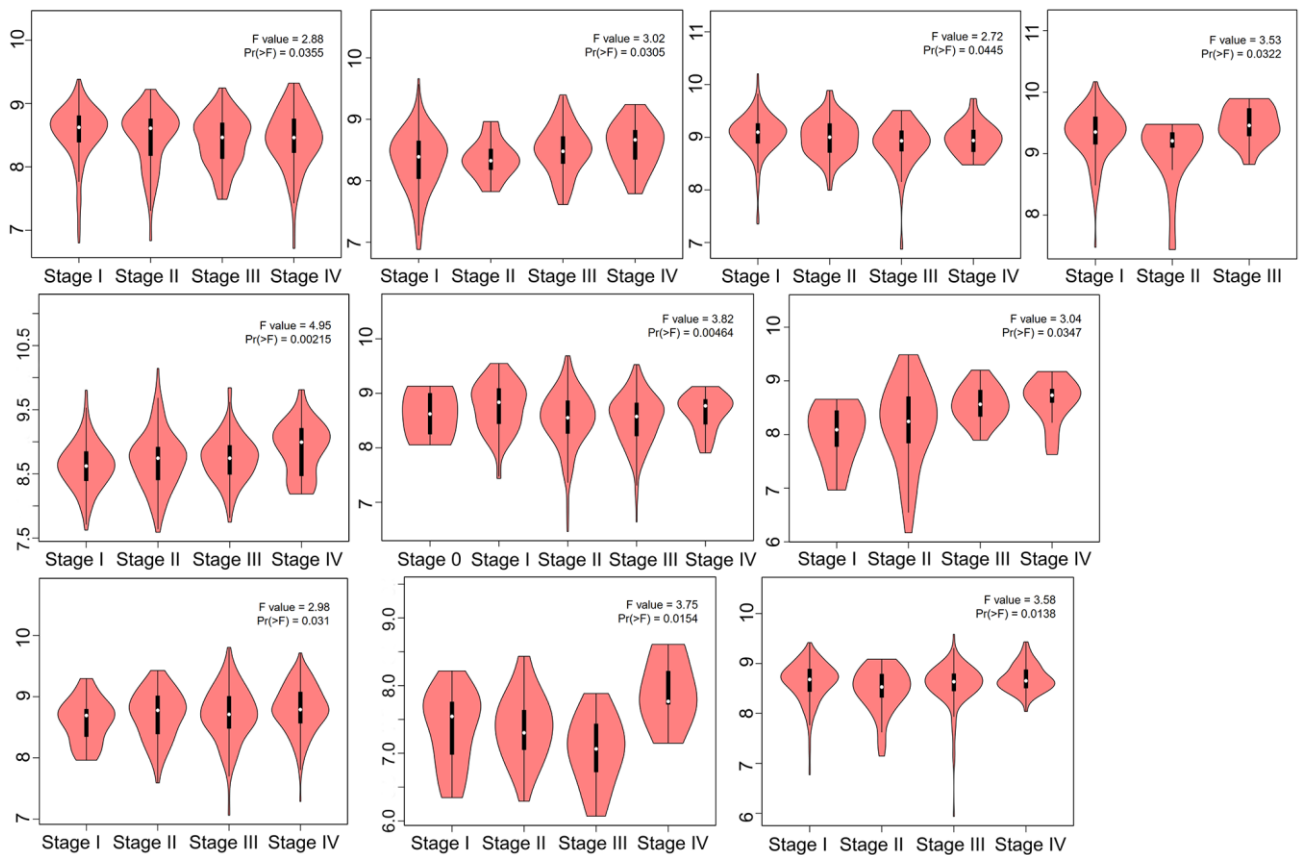 F value = 2.88
Pr(>F) = 0.0355
10
9
8
7
Stage I Stage II Stage III Stage IV
F value = 3.02
Pr(>F) = 0.0305
10
9
8
7
Stage I Stage II Stage III Stage IV
F value = 2.72
Pr(>F) = 0.0445
11
10
9
8
7
Stage I Stage II Stage III Stage IV
F value = 3.53
Pr(>F) = 0.0322
11
10
9
8
Stage I Stage II Stage III
F value = 4.95
Pr(>F) = 0.00215
10.5
9.5
8.5
7.5
Stage I Stage II Stage III Stage IV
F value = 3.82
Pr(>F) = 0.00464
10
9
8
7
Stage 0 Stage I Stage II Stage III Stage IV
F value = 3.04
Pr(>F) = 0.0347
10
9
8
7
6
Stage I Stage II Stage III Stage IV
F value = 2.98
Pr(>F) = 0.031
10
9
8
7
Stage I Stage II Stage III Stage IV
F value = 3.75
Pr(>F) = 0.0154
9.0
8.0
7.0
6.0
Stage I Stage II Stage III Stage IV
F value = 3.58
Pr(>F) = 0.0138
10
9
8
7
6
Stage I Stage II Stage III Stage IV